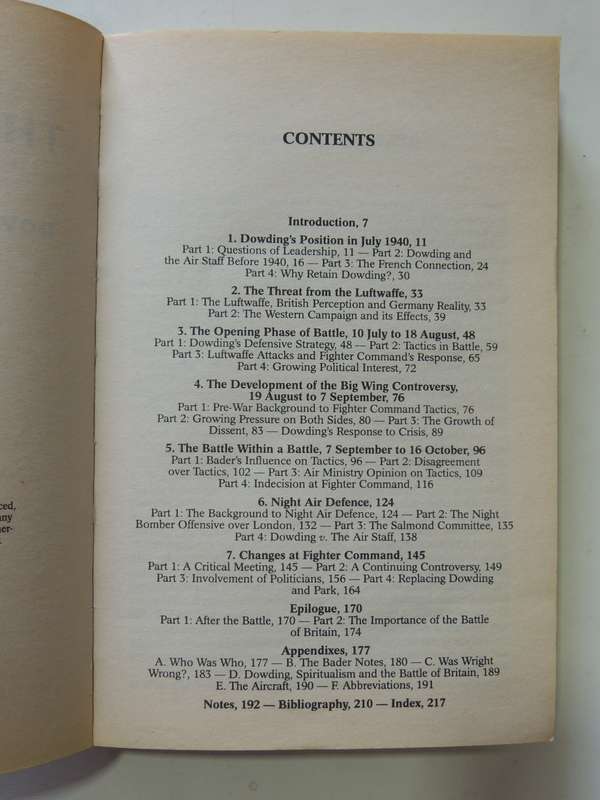 CONTENTS
Introduction, 7
1. Dowding's Position in July 1940, 11
Part 1: Questions of Leadership, 11 — Part 2: Dowding and
the Air Staff Before 1940, 16 — Part 3: The French Connection, 24
Part 4: Why Retain Dowding?, 30
2. The Threat from the Luftwaffe, 33
Part 1: The Luftwaffe, British Perception and Germany Reality, 33
Part 2: The Western Campaign and its Effects, 39
3. The Opening Phase of Battle, 10 July to 18 August, 48
Part 1: Dowding's Defensive Strategy, 48 — Part 2: Tactics in Battle, 59
Part 3: Luftwaffe Attacks and Fighter Command's Response, 65
Part 4: Growing Political Interest, 72
4. The Development of the Big Wing Controversy,
19 August to 7 September, 76
Part 1: Pre-War Background to Fighter Command Tactics, 76
Part 2: Growing Pressure on Both Sides, 80 — Part 3: The Growth of
Dissent, 83 — Dowding's Response to Crisis, 89
5. The Battle Within a Battle, 7 September to 16 October, 96
Part 1: Bader's Influence on Tactics, 96 — Part 2: Disagreement
over Tactics, 102 — Part 3: Air Ministry Opinion on Tactics, 109
Part 4: Indecision at Fighter Command, 116
6. Night Air Defence, 124
Part 1: The Background to Night Air Defence, 124 — Part 2: The Night
Bomber Offensive over London, 132 — Part 3: The Salmond Committee, 135
Part 4: Dowding v. The Air Staff, 138
7. Changes at Fighter Command, 145
Part 1: A Critical Meeting, 145 — Part 2: A Continuing Controversy, 149
Part 3: Involvement of Politicians, 156 — Part 4: Replacing Dowding
and Park, 164
Epilogue, 170
Part 1: After the Battle, 170 — Part 2: The Importance of the Battle
of Britain, 174
Appendixes, 177
A. Who Was Who, 177 — B. The Bader Notes, 180 — C. Was Wright
Wrong?, 183 — D. Dowding, Spiritualism and the Battle of Britain, 189
E. The Aircraft, 190 — F. Abbreviations, 191
Notes, 192 — Bibliography, 210 — Index, 217